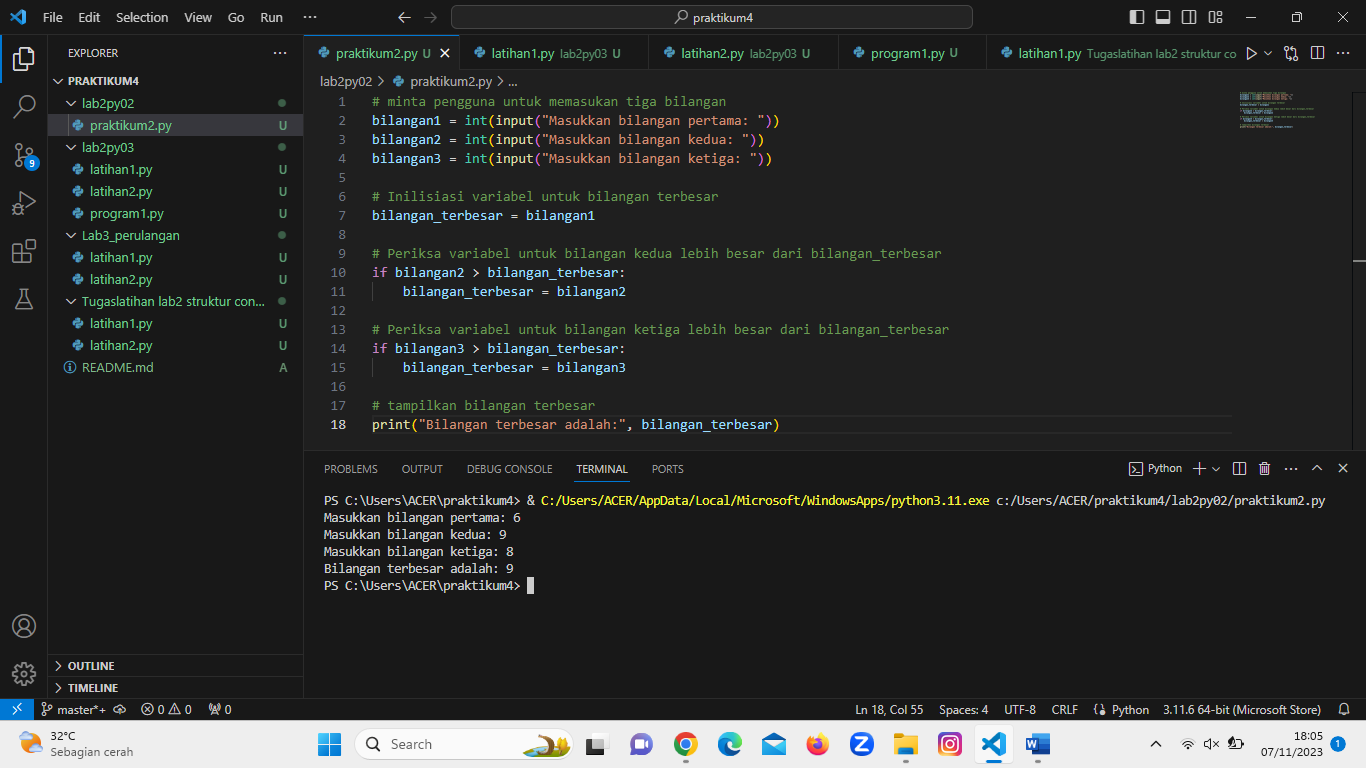 File Edit Selection View Go Run ··· praktikum4
EXPLORER ···
PRAKTIKUM4
lab2py02
praktikum2.py U
lab2py03
latihan1.py U
latihan2.py U
program1.py U
Lab3_perulangan
latihan1.py U
latihan2.py U
Tugaslatihan lab2 struktur con...
latihan1.py U
latihan2.py U
README.md A
OUTLINE
TIMELINE
praktikum2.py U latihan1.py lab2py03 U latihan2.py lab2py03 U program1.py U latihan1.py Tugaslatihan lab2 struktur co
lab2py02 > praktikum2.py > ...
1 # minta pengguna untuk memasukan tiga bilangan
2 bilangan1 = int(input("Masukkan bilangan pertama: "))
3 bilangan2 = int(input("Masukkan bilangan kedua: "))
4 bilangan3 = int(input("Masukkan bilangan ketiga: "))
5
6 # Inilisiasi variabel untuk bilangan terbesar
7 bilangan_terbesar = bilangan1
8
9 # Periksa variabel untuk bilangan kedua lebih besar dari bilangan_terbesar
10 if bilangan2 > bilangan_terbesar:
11 bilangan_terbesar = bilangan2
12
13 # Periksa variabel untuk bilangan ketiga lebih besar dari bilangan_terbesar
14 if bilangan3 > bilangan_terbesar:
15 bilangan_terbesar = bilangan3
16
17 # tampilkan bilangan terbesar
18 print("Bilangan terbesar adalah:", bilangan_terbesar)
PROBLEMS OUTPUT DEBUG CONSOLE TERMINAL PORTS Python
PS C:\Users\ACER\praktikum4> & C:/Users/ACER/AppData/Local/Microsoft/WindowsApps/python3.11.exe c:/Users/ACER/praktikum4/lab2py02/praktikum2.py
Masukkan bilangan pertama: 6
Masukkan bilangan kedua: 9
Masukkan bilangan ketiga: 8
Bilangan terbesar adalah: 9
PS C:\Users\ACER\praktikum4>
9
master*+ 0 0 0 Ln 18, Col 55 Spaces: 4 UTF-8 CRLF Python 3.11.6 64-bit (Microsoft Store)
32°C
Sebagian cerah
Search
18:05
07/11/2023
1